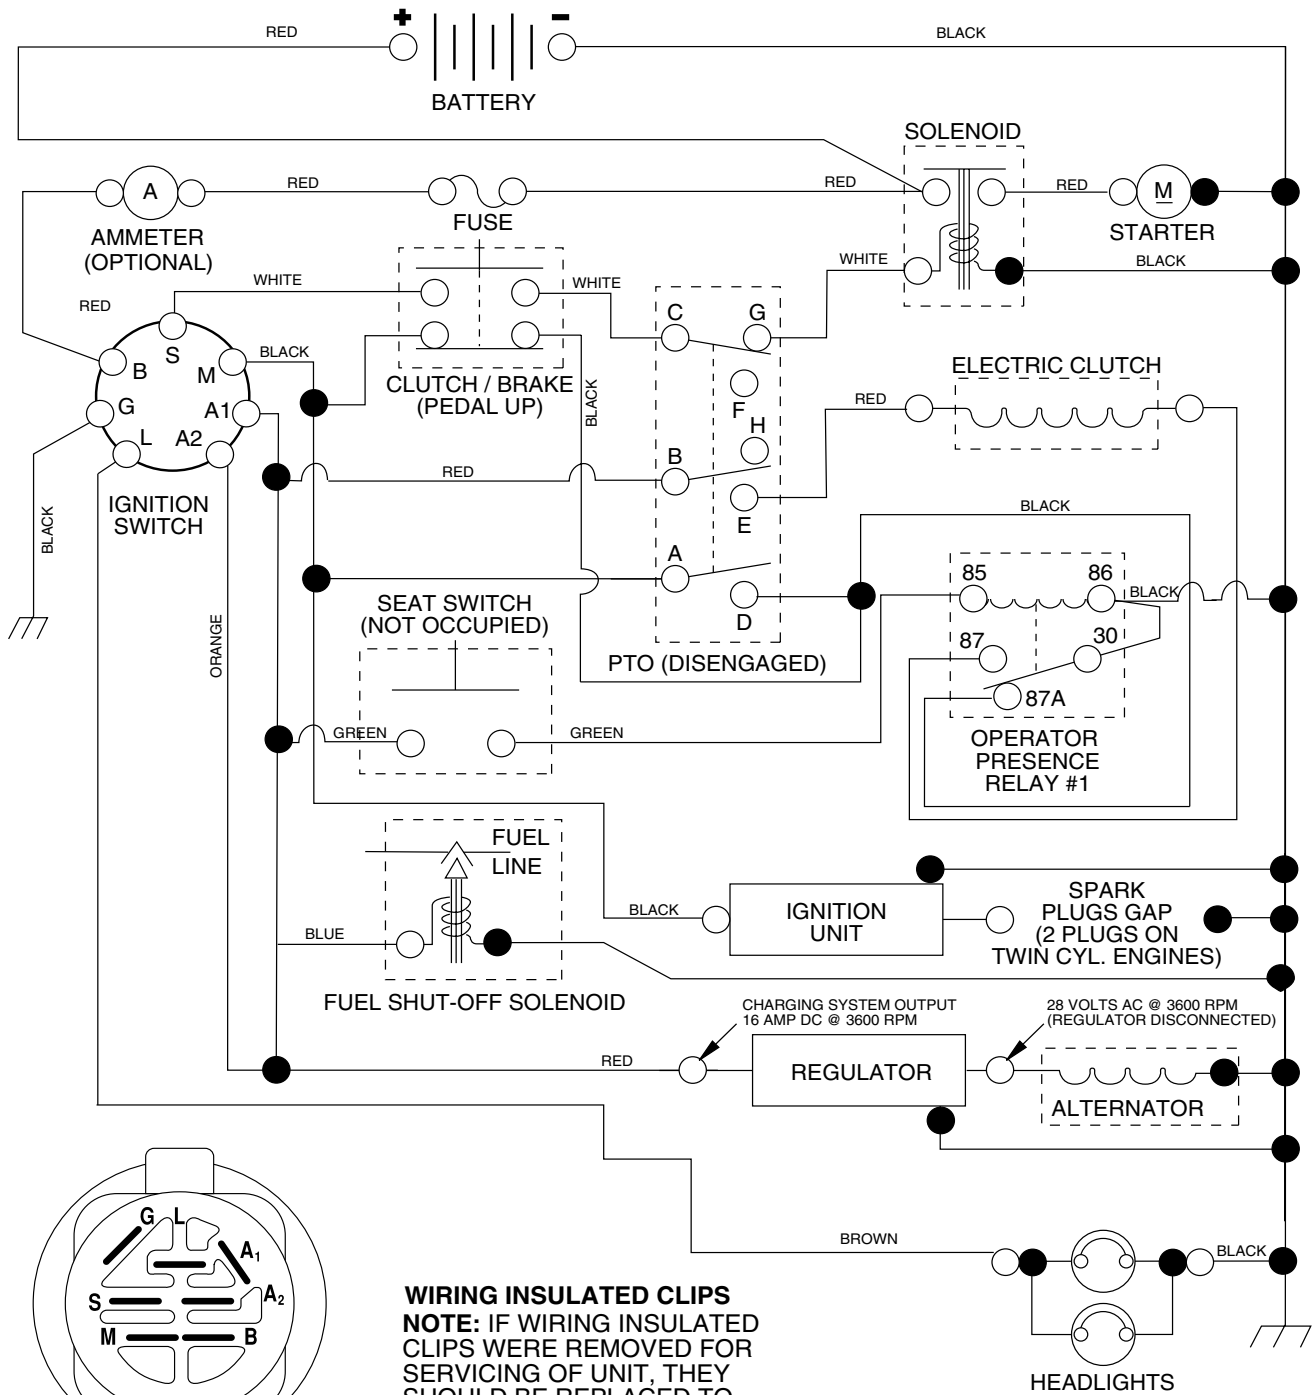 RED
+
-
BLACK
BATTERY
SOLENOID
A
RED
RED
RED
M
FUSE
AMMETER
(OPTIONAL)
STARTER
WHITE
WHITE
WHITE
BLACK
RED
S
B
M
BLACK
G
A1
L
A2
IGNITION
SWITCH
CLUTCH / BRAKE
(PEDAL UP)
BLACK
C
G
F
H
B
E
A
D
PTO (DISENGAGED)
ELECTRIC CLUTCH
RED
RED
BLACK
BLACK
ORANGE
SEAT SWITCH
(NOT OCCUPIED)
85
86
BLACK
87
30
87A
OPERATOR
PRESENCE
RELAY #1
GREEN
GREEN
FUEL
LINE
BLUE
FUEL SHUT-OFF SOLENOID
BLACK
IGNITION
UNIT
SPARK
PLUGS GAP
(2 PLUGS ON
TWIN CYL. ENGINES)
CHARGING SYSTEM OUTPUT
16 AMP DC @ 3600 RPM
28 VOLTS AC @ 3600 RPM
(REGULATOR DISCONNECTED)
RED
REGULATOR
ALTERNATOR
BROWN
BLACK
HEADLIGHTS
G
L
A1
A2
S
M
B
WIRING INSULATED CLIPS
NOTE: IF WIRING INSULATED
CLIPS WERE REMOVED FOR
SERVICING OF UNIT, THEY
SHOULD BE REPLACED TO